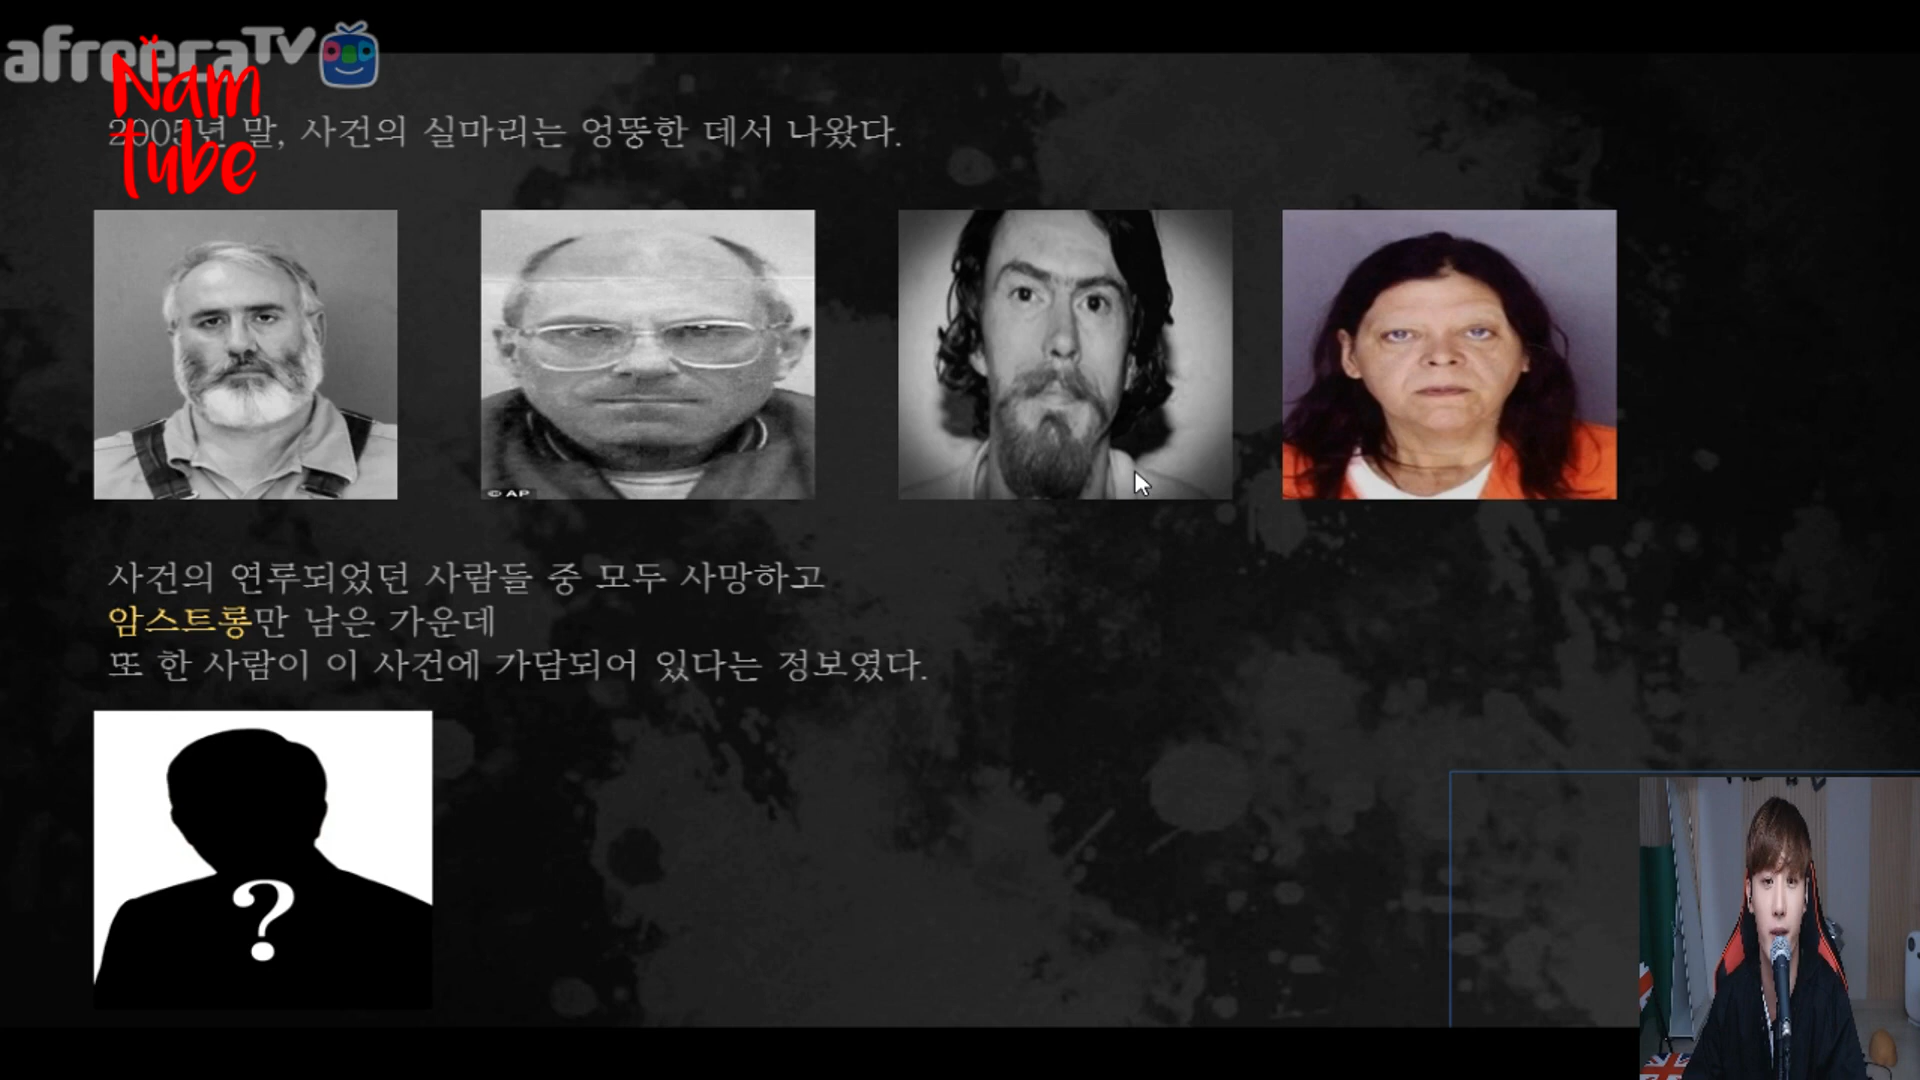 afreecaTV
Nam
tube
2005년 말, 사건의 실마리는 엉뚱한 데서 나왔다.
© AP
사건의 연루되었던 사람들 중 모두 사망하고
암스트롱만 남은 가운데
또 한 사람이 이 사건에 가담되어 있다는 정보였다.
?